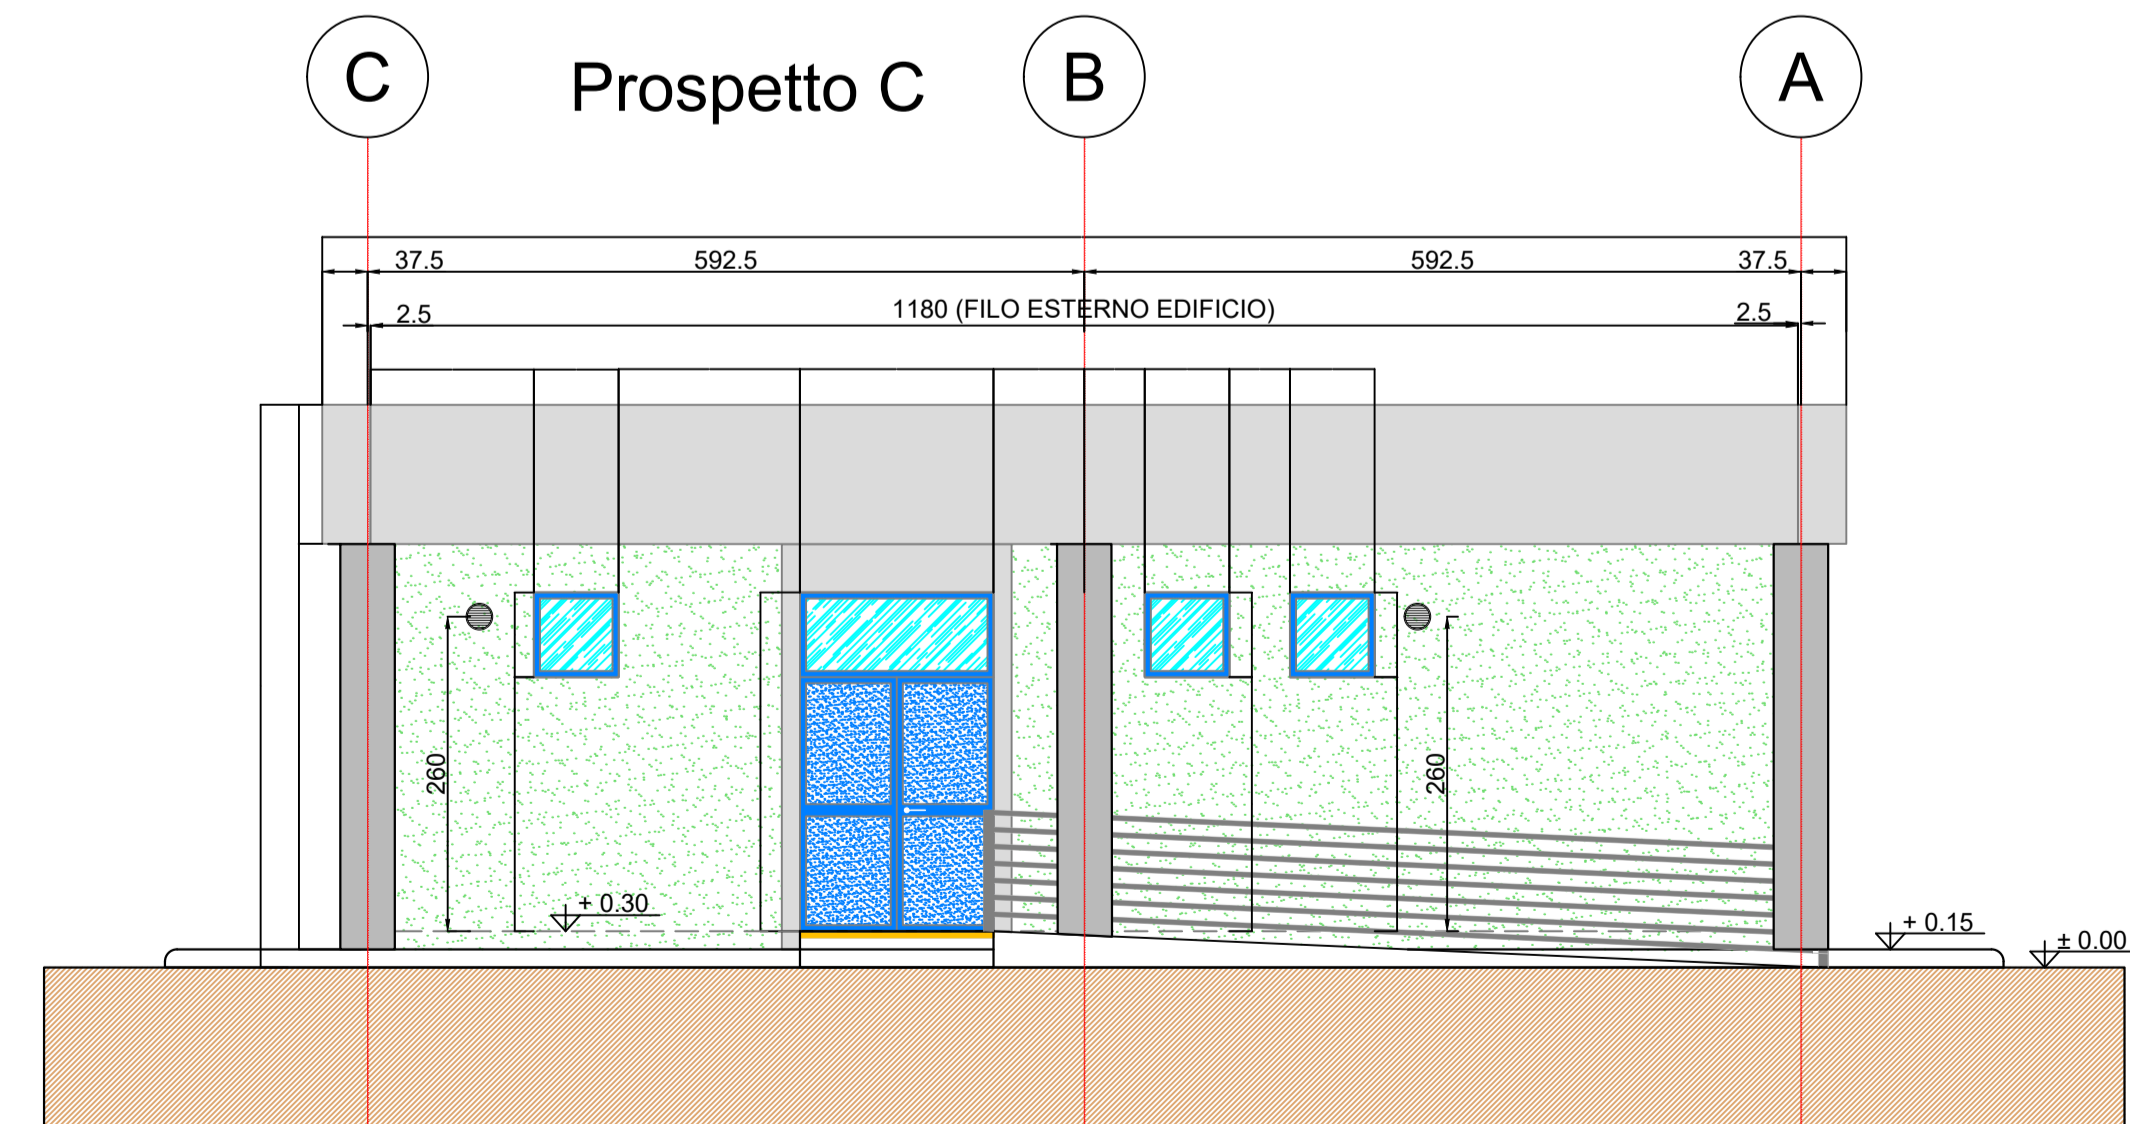 C
Prospetto C
B
A
37.5
592.5
592.5
37.5
2.5
1180 (FILO ESTERNO EDIFICIO)
2.5
260
260
+ 0.30
+ 0.15
± 0.00